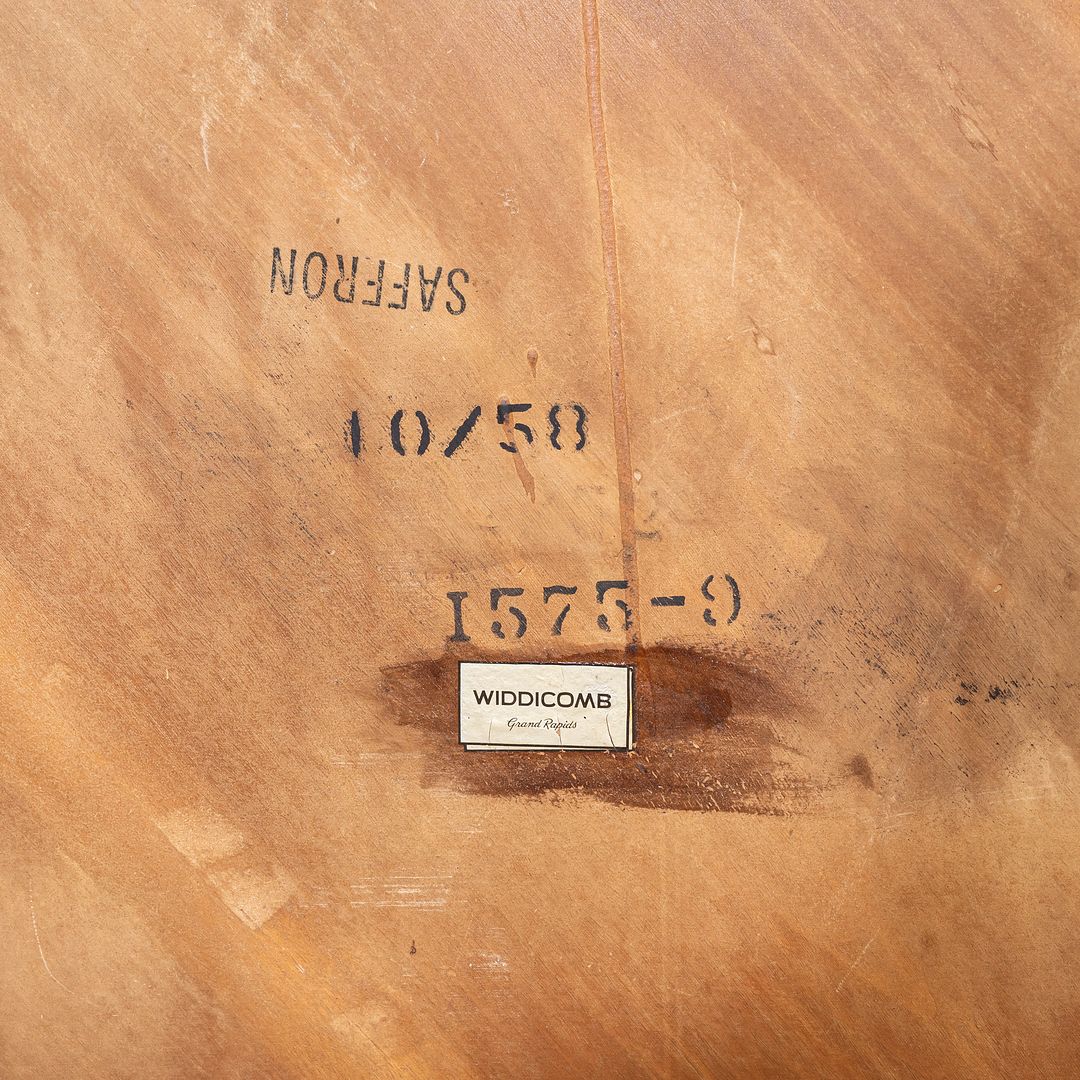 SAFFRON
10/58
1575-9
WIDDICOMB
Grand Rapids